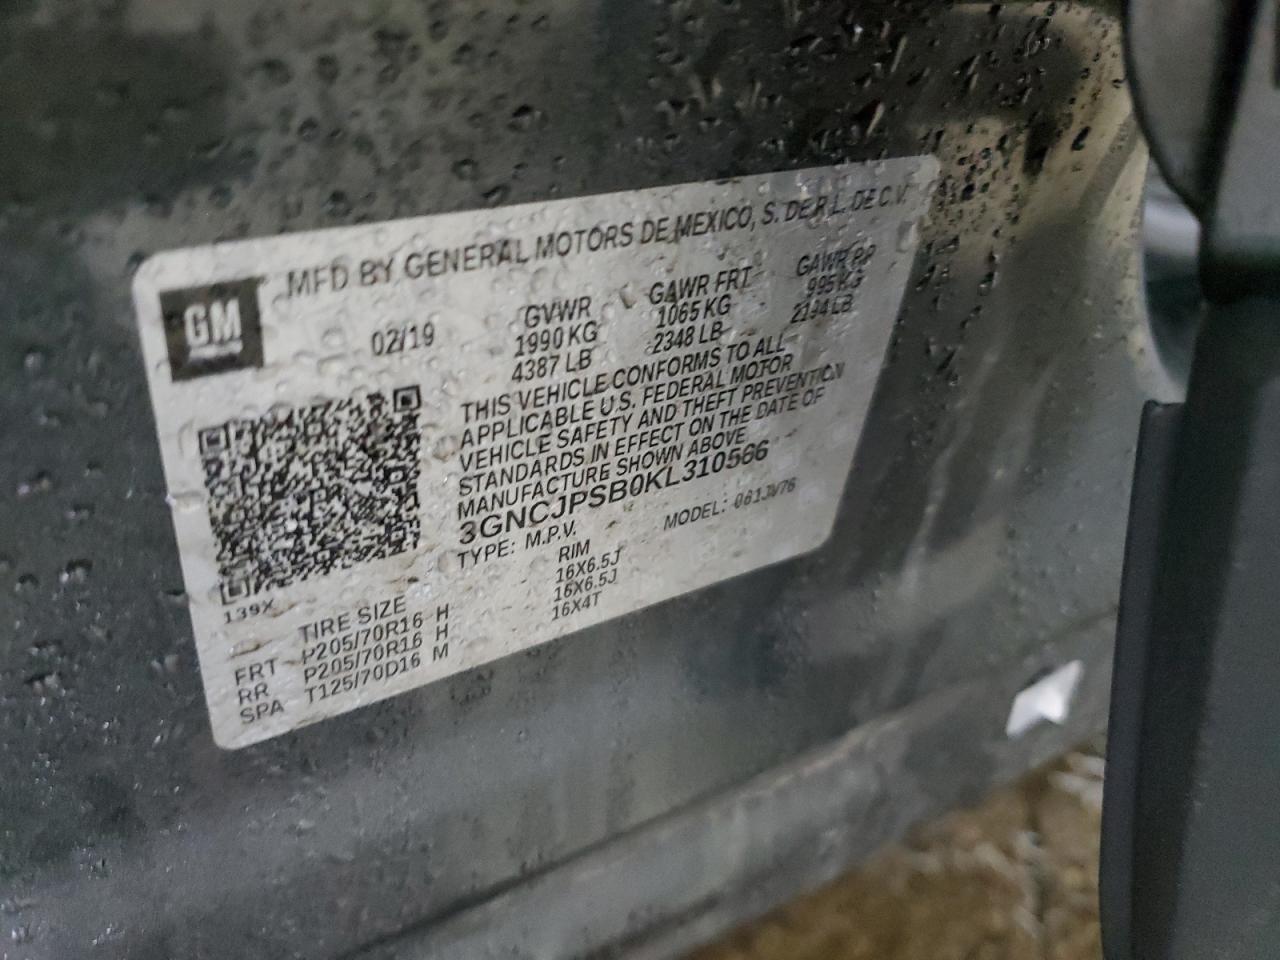 MFD BY GENERAL MOTORS DE MEXICO, S. DE R.L. DE C.V.
GM
02/19
GVWR GAWR FRT GAWR RR
1990 KG 1065 KG 995 KG
4387 LB 2348 LB 2194 LB
THIS VEHICLE CONFORMS TO ALL
APPLICABLE U.S. FEDERAL MOTOR
VEHICLE SAFETY AND THEFT PREVENTION
STANDARDS IN EFFECT ON THE DATE OF
MANUFACTURE SHOWN ABOVE
3GNCJPSB0KL310566
TYPE: M.P.V. MODEL: 061JV76
139X
TIRE SIZE RIM
FRT P205/70R16 H 16X6.5J
RR P205/70R16 H 16X6.5J
SPA T125/70D16 M 16X4T